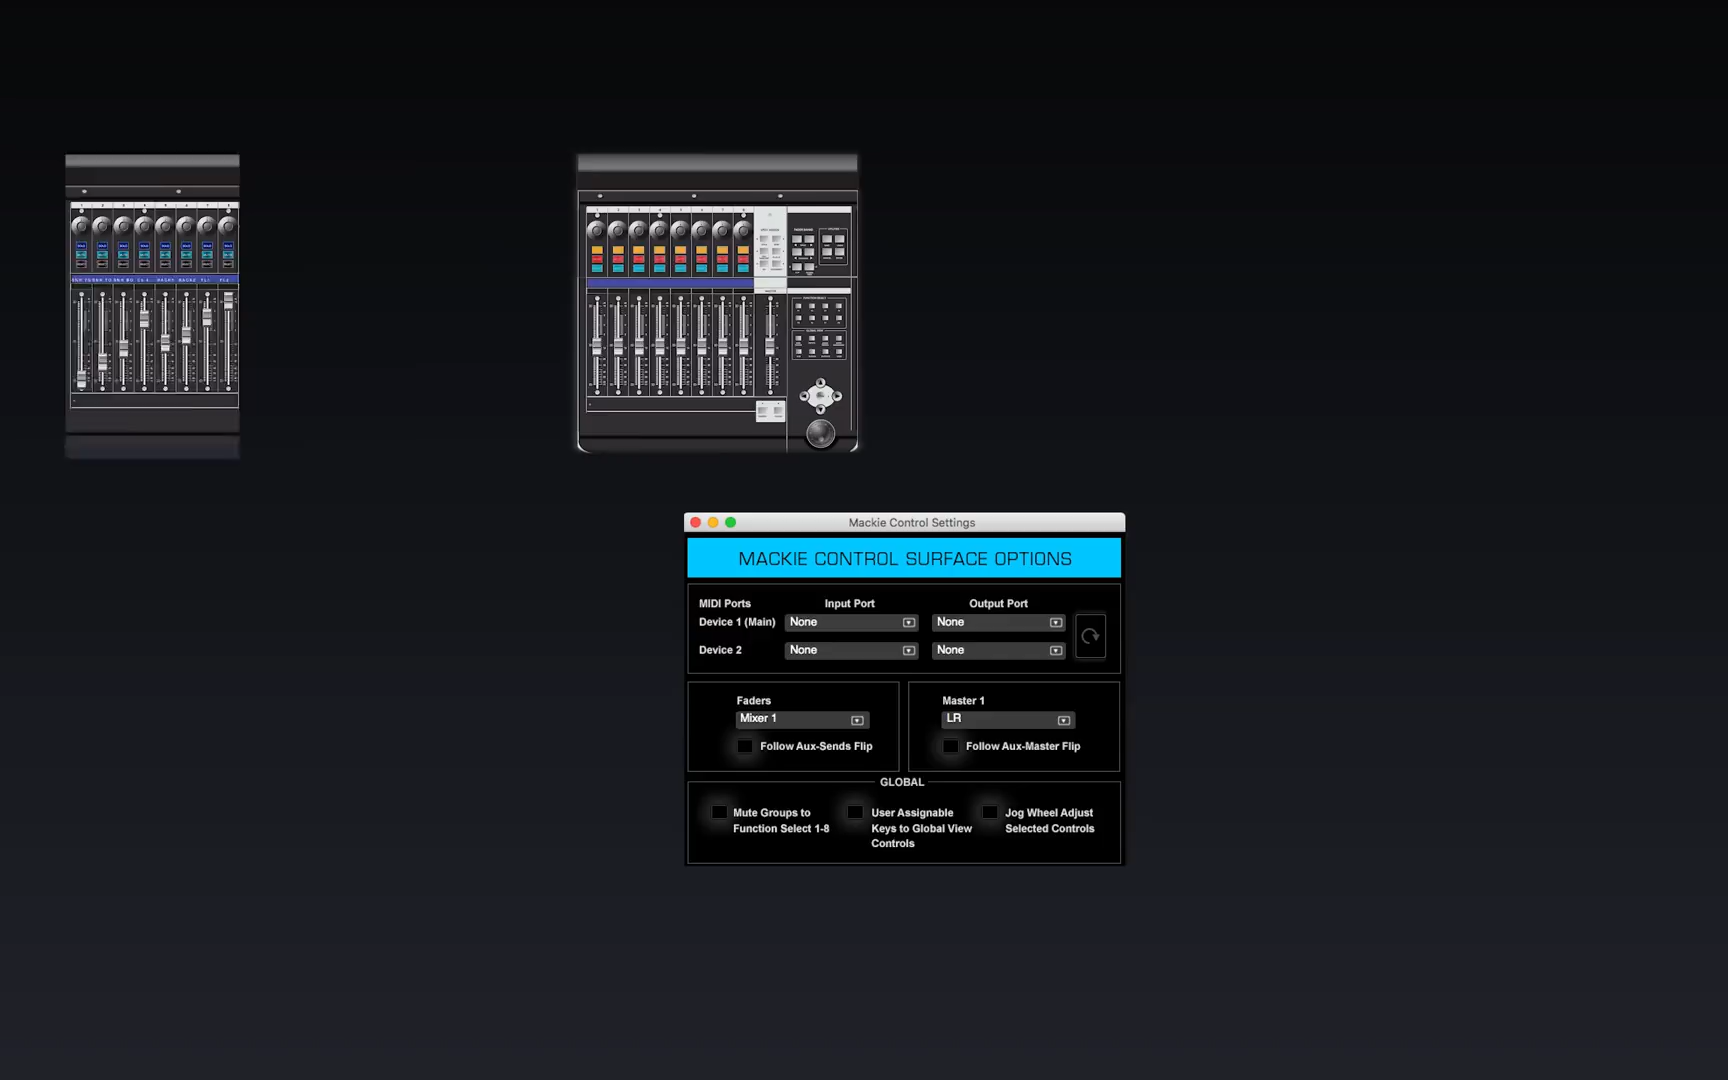 Mackie Control Settings
MACKIE CONTROL SURFACE OPTIONS
MIDI Ports Input Port Output Port
Device 1 (Main) None None
Device 2 None None
Faders
Mixer 1
Follow Aux-Sends Flip
Master 1
LR
Follow Aux-Master Flip
GLOBAL
Mute Groups to
Function Select 1-8
User Assignable
Keys to Global View
Controls
Jog Wheel Adjust
Selected Controls